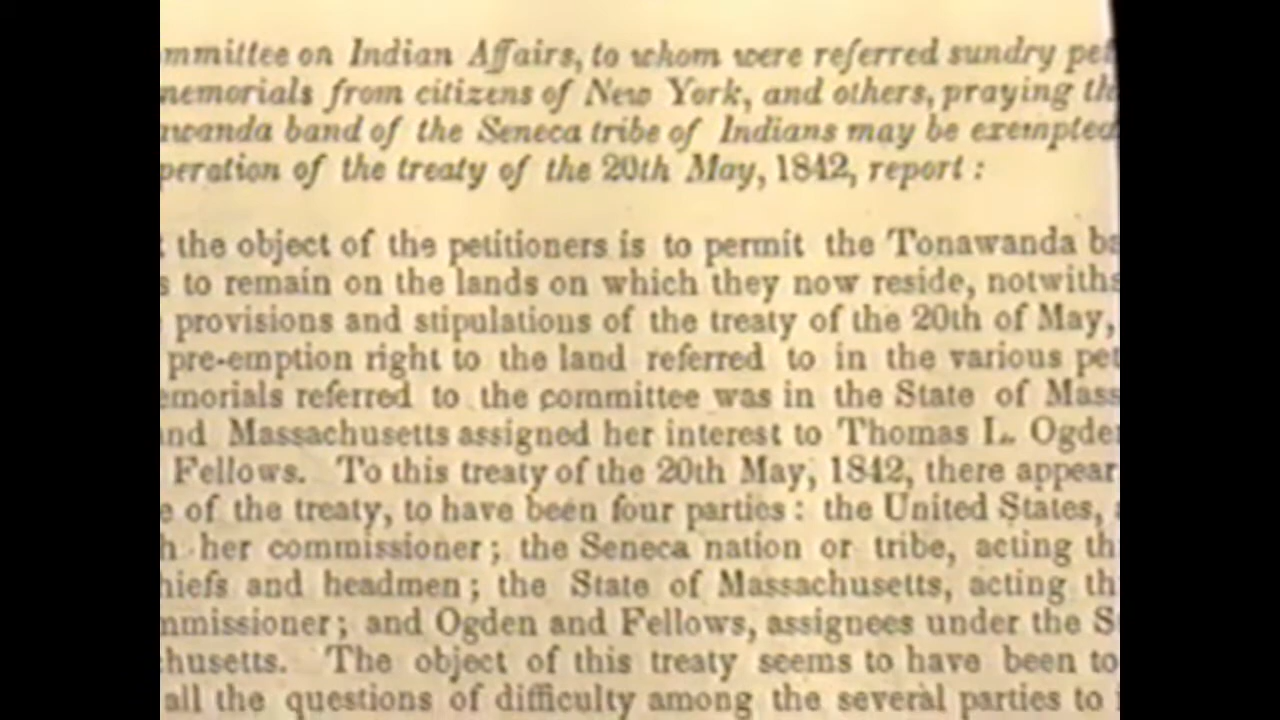 mmittee on Indian Affairs, to whom were referred sundry pet
nemorials from citizens of New York, and others, praying th
wanda band of the Seneca tribe of Indians may be exempted
peration of the treaty of the 20th May, 1842, report:
the object of the petitioners is to permit the Tonawanda ba
s to remain on the lands on which they now reside, notwiths
provisions and stipulations of the treaty of the 20th of May,
pre-emption right to the land referred to in the various pet
emorials referred to the committee was in the State of Mass
nd Massachusetts assigned her interest to Thomas L. Ogde
Fellows. To this treaty of the 20th May, 1842, there appear
e of the treaty, to have been four parties: the United States,
h her commissioner; the Seneca nation or tribe, acting th
hiefs and headmen; the State of Massachusetts, acting th
mmissioner; and Ogden and Fellows, assignees under the S
chusetts. The object of this treaty seems to have been to
all the questions of difficulty among the several parties to